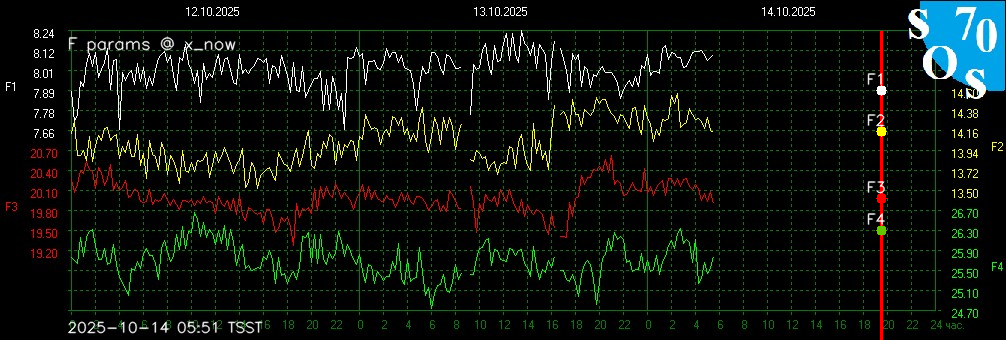 12.10.2025 13.10.2025 14.10.2025
S 70
O S
F params @ x_now
F1
8.24
8.12
8.01
7.89
7.78
7.66
F3
20.70
20.40
20.10
19.80
19.50
19.20
F1
F2
F3
F4
14.60
14.38
14.16
13.94
13.72
13.50
F2
26.70
26.30
25.90
25.50
25.10
24.70
F4
2025-10-14 05:51 TSST
20 22 0 2 4 6 8 10 12 14 16 18 20 22 0 2 4 6 8 10 12 14 16 18 20 22 24 час.